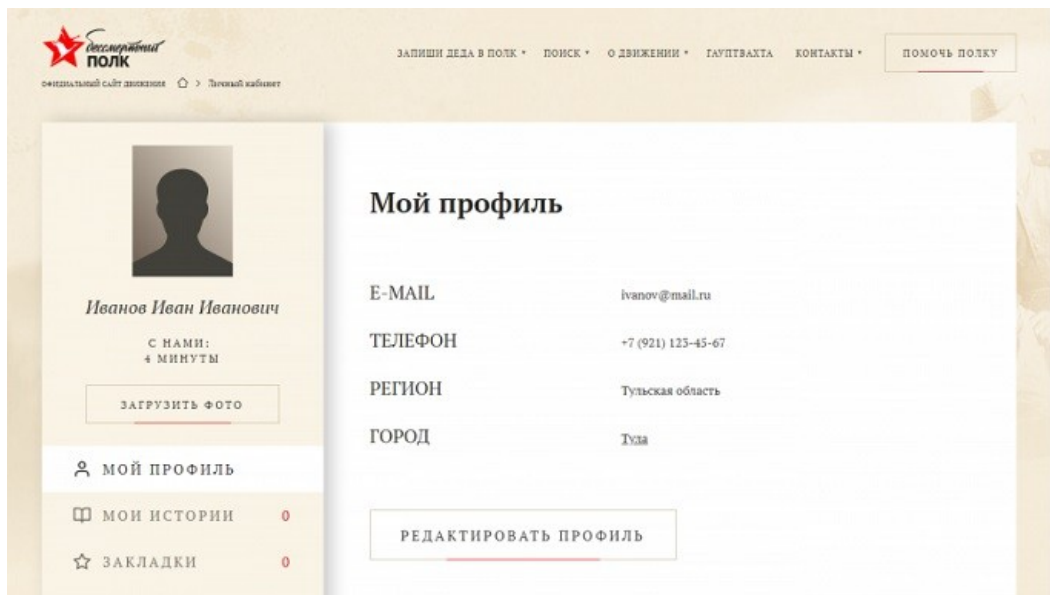 бессмертный
ПОЛК
ОФИЦИАЛЬНЫЙ САЙТ ДВИЖЕНИЯ > Личный кабинет
ЗАПИШИ ДЕДА В ПОЛК ПОИСК О ДВИЖЕНИИ ГАУПТВАХТА КОНТАКТЫ ПОМОЧЬ ПОЛКУ
Иванов Иван Иванович
С НАМИ:
4 МИНУТЫ
ЗАГРУЗИТЬ ФОТО
МОЙ ПРОФИЛЬ
МОИ ИСТОРИИ 0
ЗАКЛАДКИ 0
Мой профиль
E-MAIL ivanov@mail.ru
ТЕЛЕФОН +7 (921) 123-45-67
РЕГИОН Тульская область
ГОРОД Тула
РЕДАКТИРОВАТЬ ПРОФИЛЬ